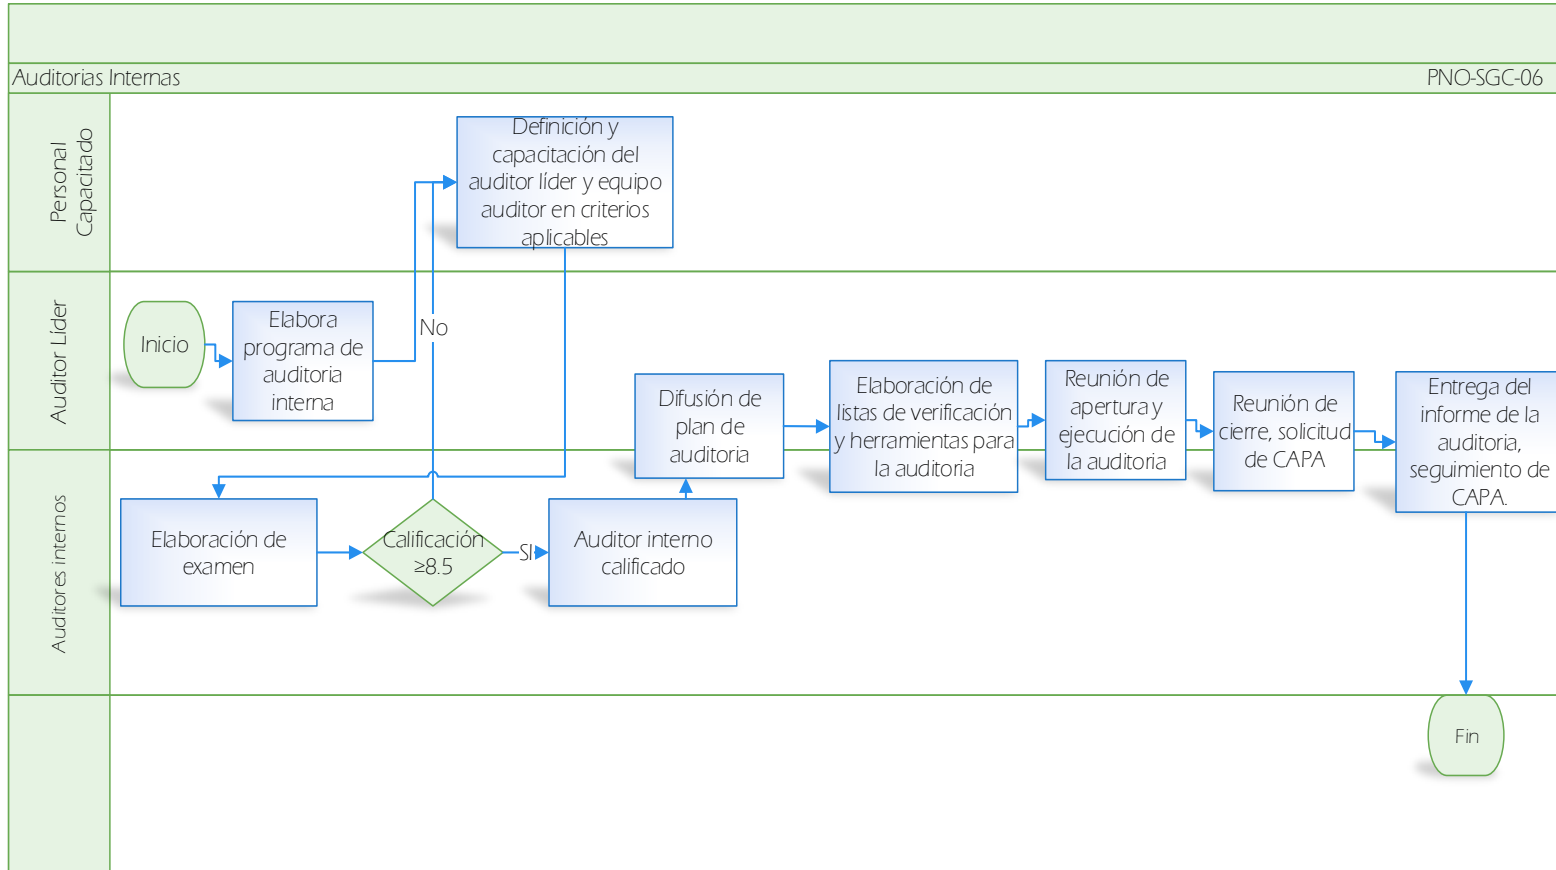 Auditorias Internas
PNO-SGC-06
Personal
Capacitado
Definición y
capacitación del
auditor líder y equipo
auditor en criterios
aplicables
Auditor Líder
Inicio
Elabora
programa de
auditoria
interna
No
Difusión de
plan de
auditoria
Elaboración de
listas de verificación
y herramientas para
la auditoria
Reunión de
apertura y
ejecución de
la auditoria
Reunión de
cierre, solicitud
de CAPA
Entrega del
informe de la
auditoria,
seguimiento de
CAPA.
Auditores internos
Elaboración de
examen
Calificación
≥8.5
SI
Auditor interno
calificado
Fin